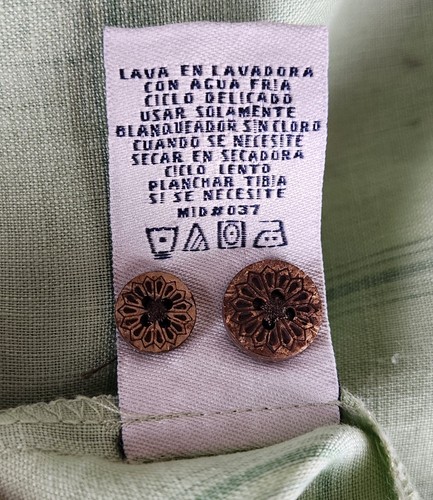 LAVA EN LAVADORA
CON AGUA FRIA
CICLO DELICADO
USAR SOLAMENTE
BLANQUEADOR SIN CLORO
CUANDO SE NECESITE
SECAR EN SECADORA
CICLO LENTO
PLANCHAR TIBIA
SI SE NECESITE
MID#037